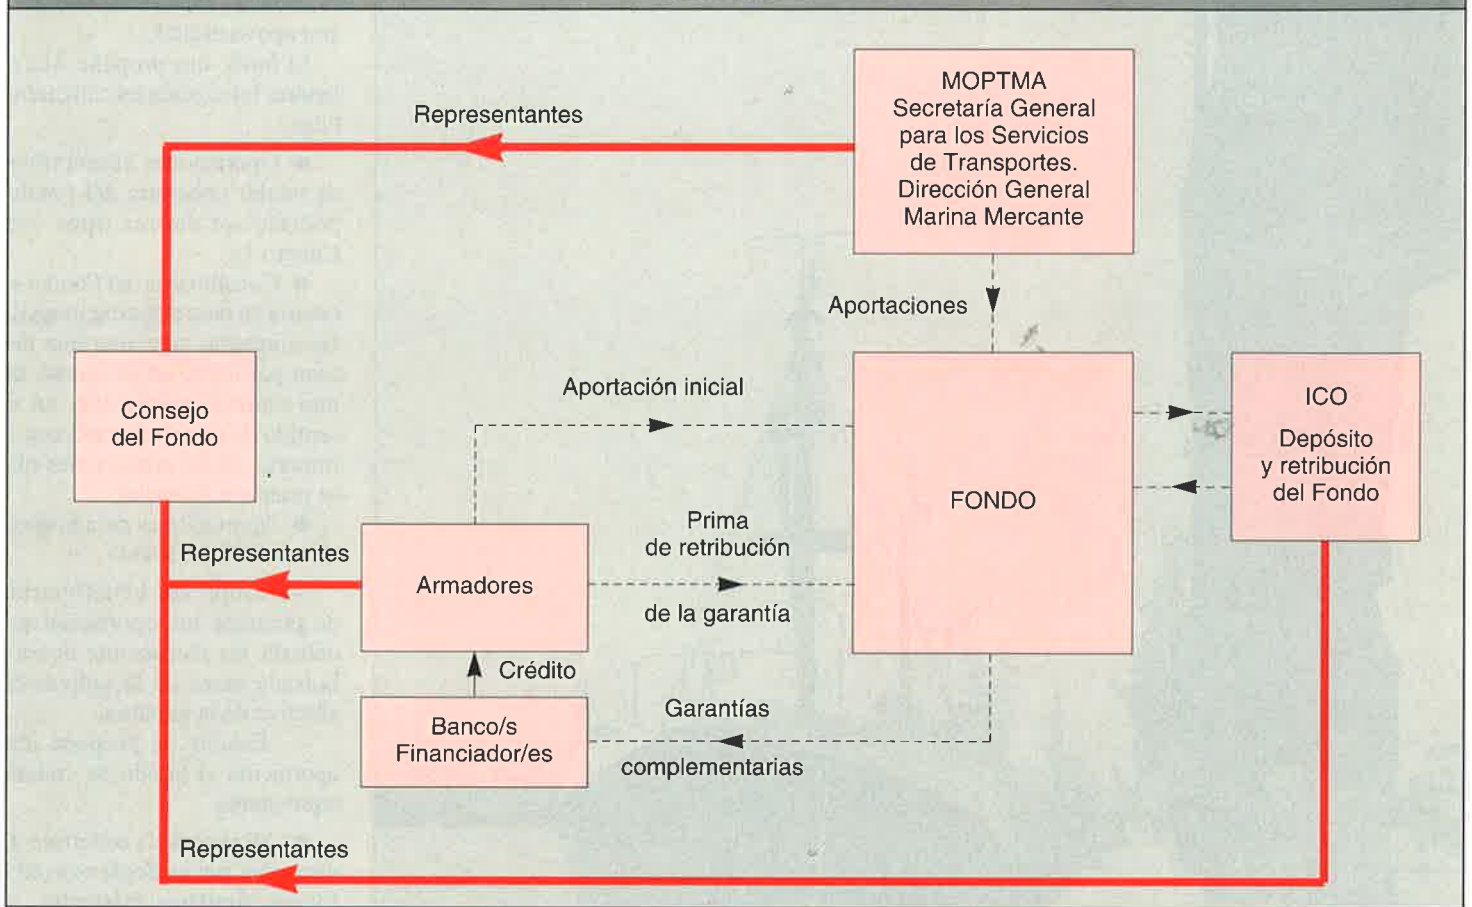 MOPTMA
Secretaría General
para los Servicios
de Transportes.
Dirección General
Marina Mercante
Representantes
Aportaciones
Consejo
del Fondo
Aportación inicial
FONDO
ICO
Depósito
y retribución
del Fondo
Representantes
Armadores
Prima
de retribución
de la garantía
Crédito
Banco/s
Financiador/es
Garantías
complementarias
Representantes